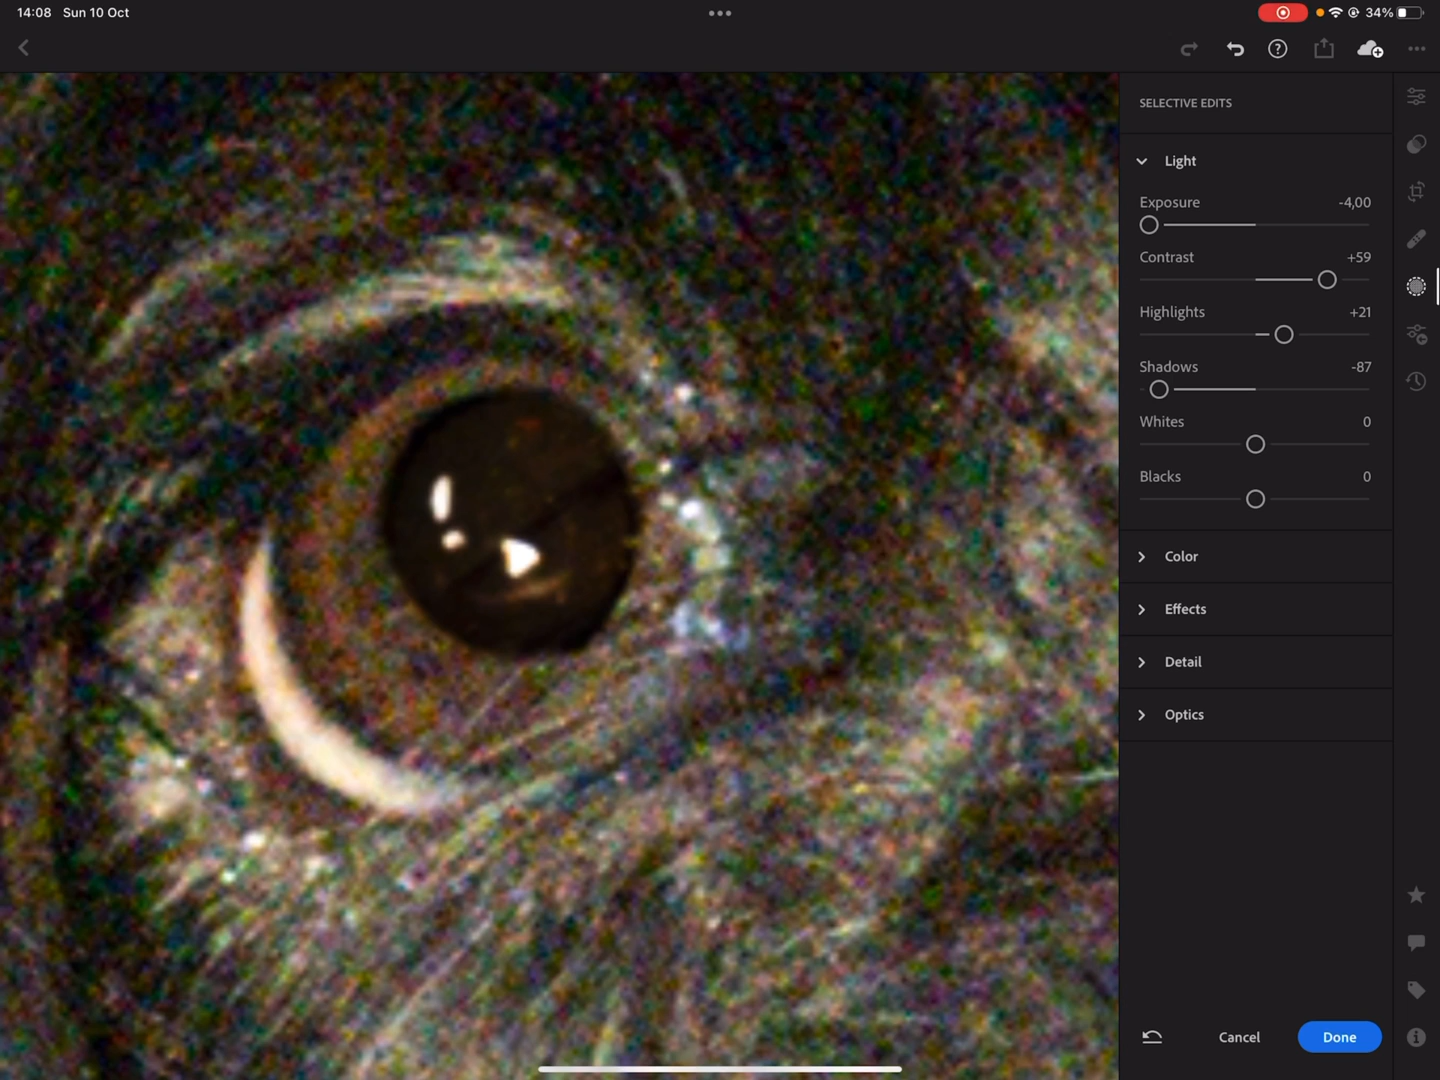 14:08 Sun 10 Oct
34%
SELECTIVE EDITS
Light
Exposure -4,00
Contrast +59
Highlights +21
Shadows -87
Whites 0
Blacks 0
Color
Effects
Detail
Optics
Cancel Done